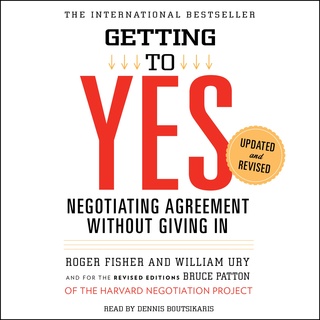 THE INTERNATIONAL BESTSELLER
GETTING
TO
YES
UPDATED
and
REVISED
NEGOTIATING AGREEMENT
WITHOUT GIVING IN
ROGER FISHER AND WILLIAM URY
AND FOR THE REVISED EDITIONS BRUCE PATTON
OF THE HARVARD NEGOTIATION PROJECT
READ BY DENNIS BOUTSIKARIS